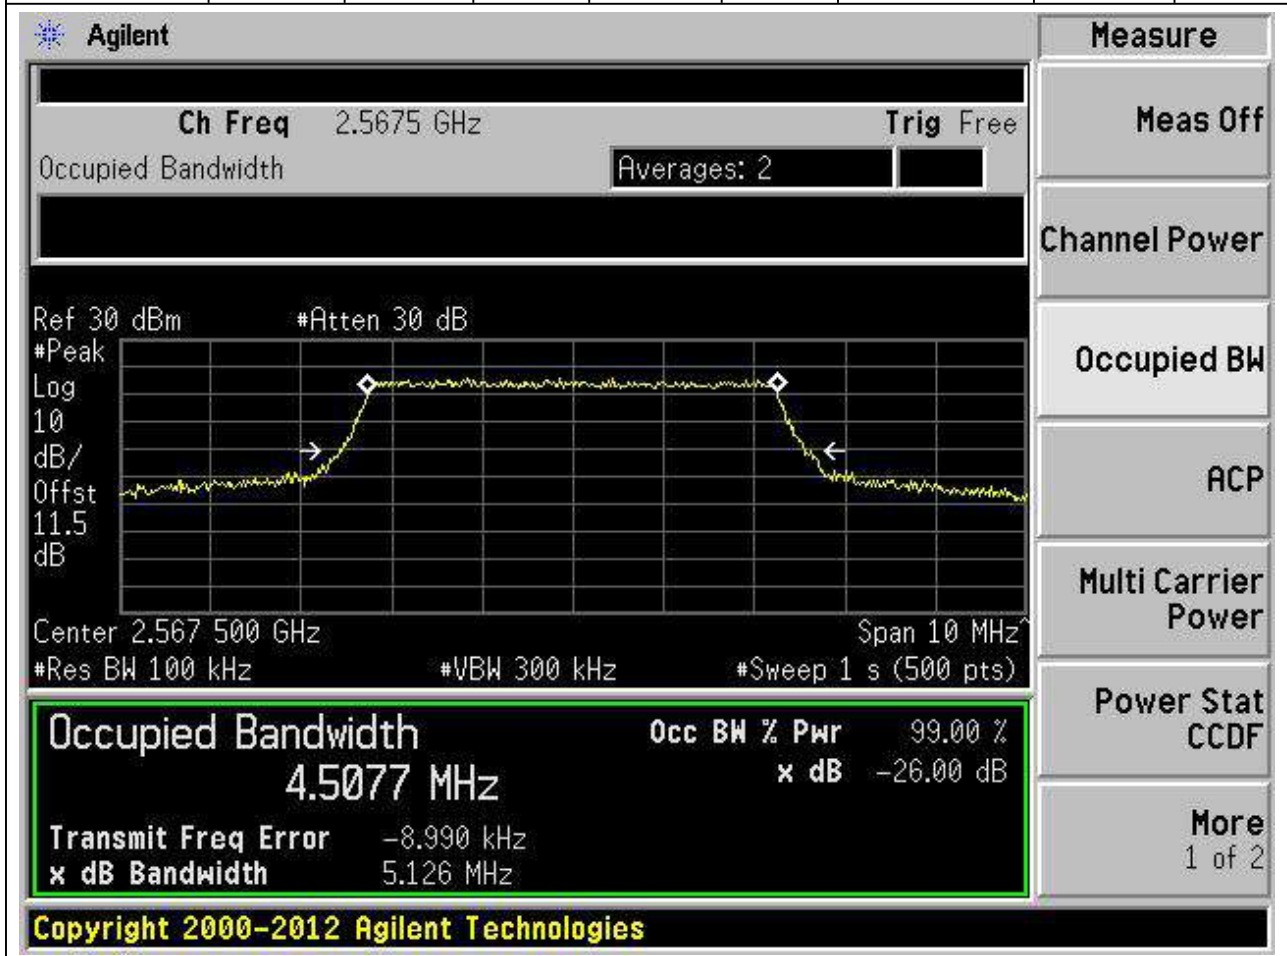 Agilent
Measure
Ch Freq 2.5675 GHz Trig Free
Meas Off
Occupied Bandwidth Averages: 2
Channel Power
Ref 30 dBm #Atten 30 dB
#Peak
Log
10
dB/
Offst
11.5
dB
Occupied BW
ACP
Multi Carrier
Power
Center 2.567 500 GHz Span 10 MHz^
#Res BW 100 kHz #VBW 300 kHz #Sweep 1 s (500 pts)
Power Stat
CCDF
Occupied Bandwidth Occ BW % Pwr 99.00 %
4.5077 MHz x dB -26.00 dB
Transmit Freq Error -8.990 kHz
x dB Bandwidth 5.126 MHz
More
1 of 2
Copyright 2000-2012 Agilent Technologies